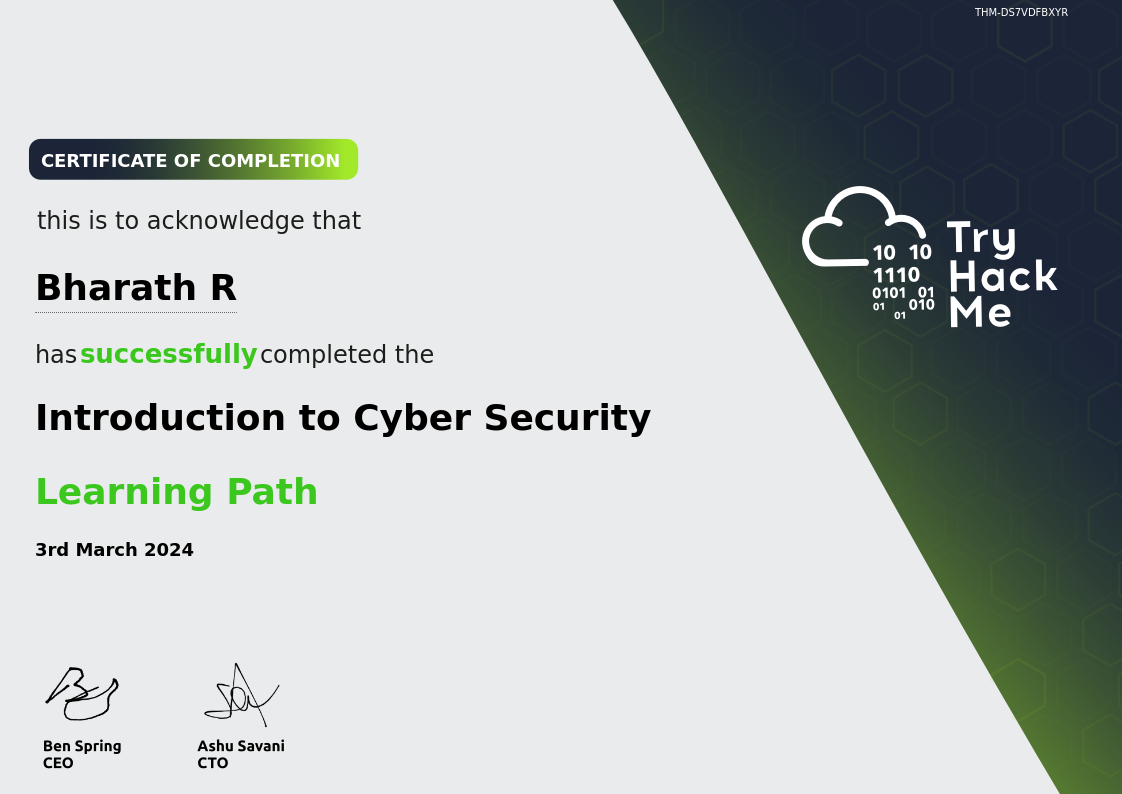 THM-DS7VDFBXYR
CERTIFICATE OF COMPLETION
this is to acknowledge that
Bharath R
has successfully completed the
Introduction to Cyber Security
Learning Path
3rd March 2024
10 10
1110
0101 01
01 010
01
Try
Hack
Me
Ben Spring
CEO
Ashu Savani
CTO